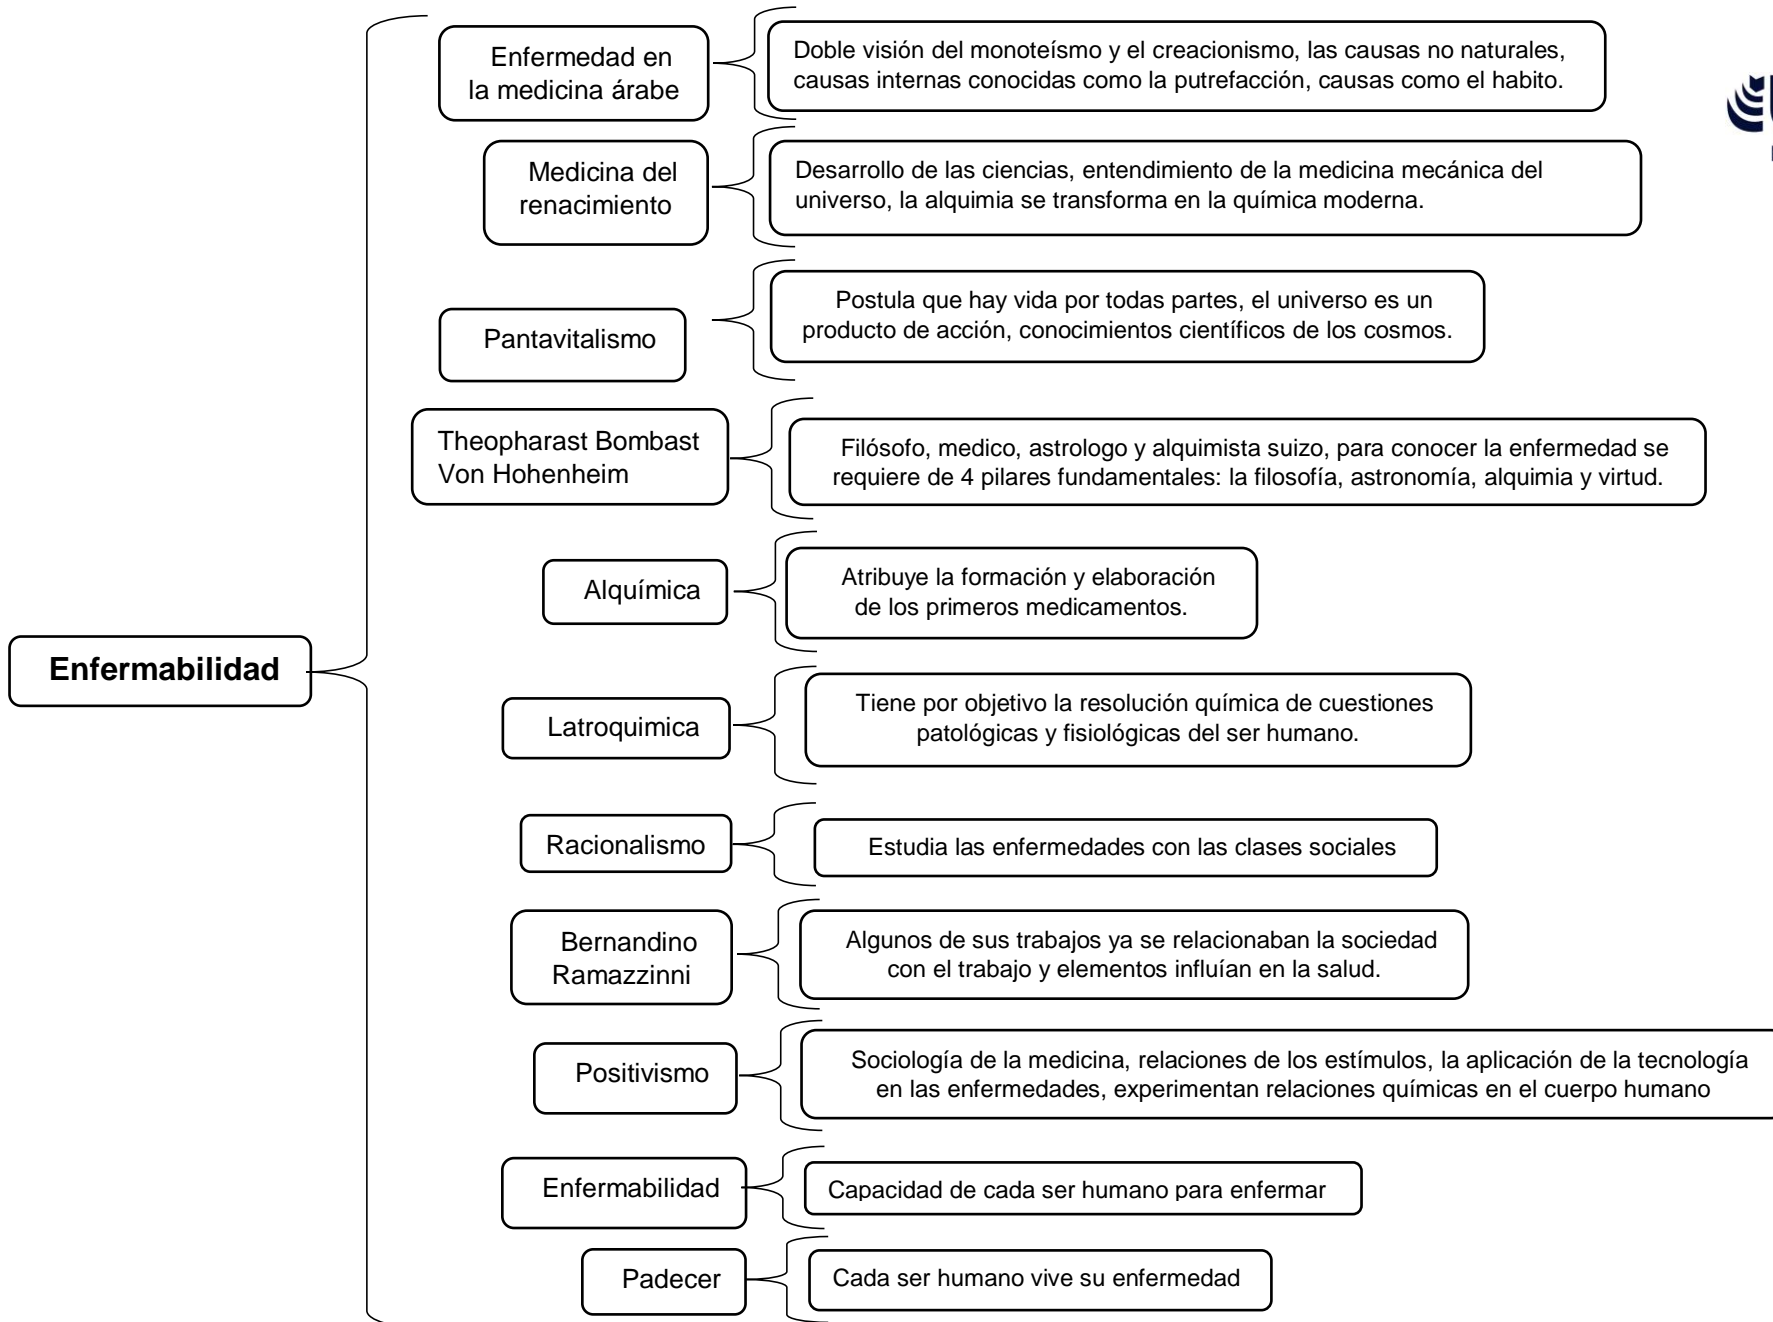 Enfermabilidad
Enfermedad en
la medicina árabe
Doble visión del monoteísmo y el creacionismo, las causas no naturales,
causas internas conocidas como la putrefacción, causas como el habito.
Medicina del
renacimiento
Desarrollo de las ciencias, entendimiento de la medicina mecánica del
universo, la alquimia se transforma en la química moderna.
Pantavitalismo
Postula que hay vida por todas partes, el universo es un
producto de acción, conocimientos científicos de los cosmos.
Theopharast Bombast
Von Hohenheim
Filósofo, medico, astrologo y alquimista suizo, para conocer la enfermedad se
requiere de 4 pilares fundamentales: la filosofía, astronomía, alquimia y virtud.
Alquímica
Atribuye la formación y elaboración
de los primeros medicamentos.
Latroquimica
Tiene por objetivo la resolución química de cuestiones
patológicas y fisiológicas del ser humano.
Racionalismo
Estudia las enfermedades con las clases sociales
Bernandino
Ramazzinni
Algunos de sus trabajos ya se relacionaban la sociedad
con el trabajo y elementos influían en la salud.
Positivismo
Sociología de la medicina, relaciones de los estímulos, la aplicación de la tecnología
en las enfermedades, experimentan relaciones químicas en el cuerpo humano
Enfermabilidad
Capacidad de cada ser humano para enfermar
Padecer
Cada ser humano vive su enfermedad